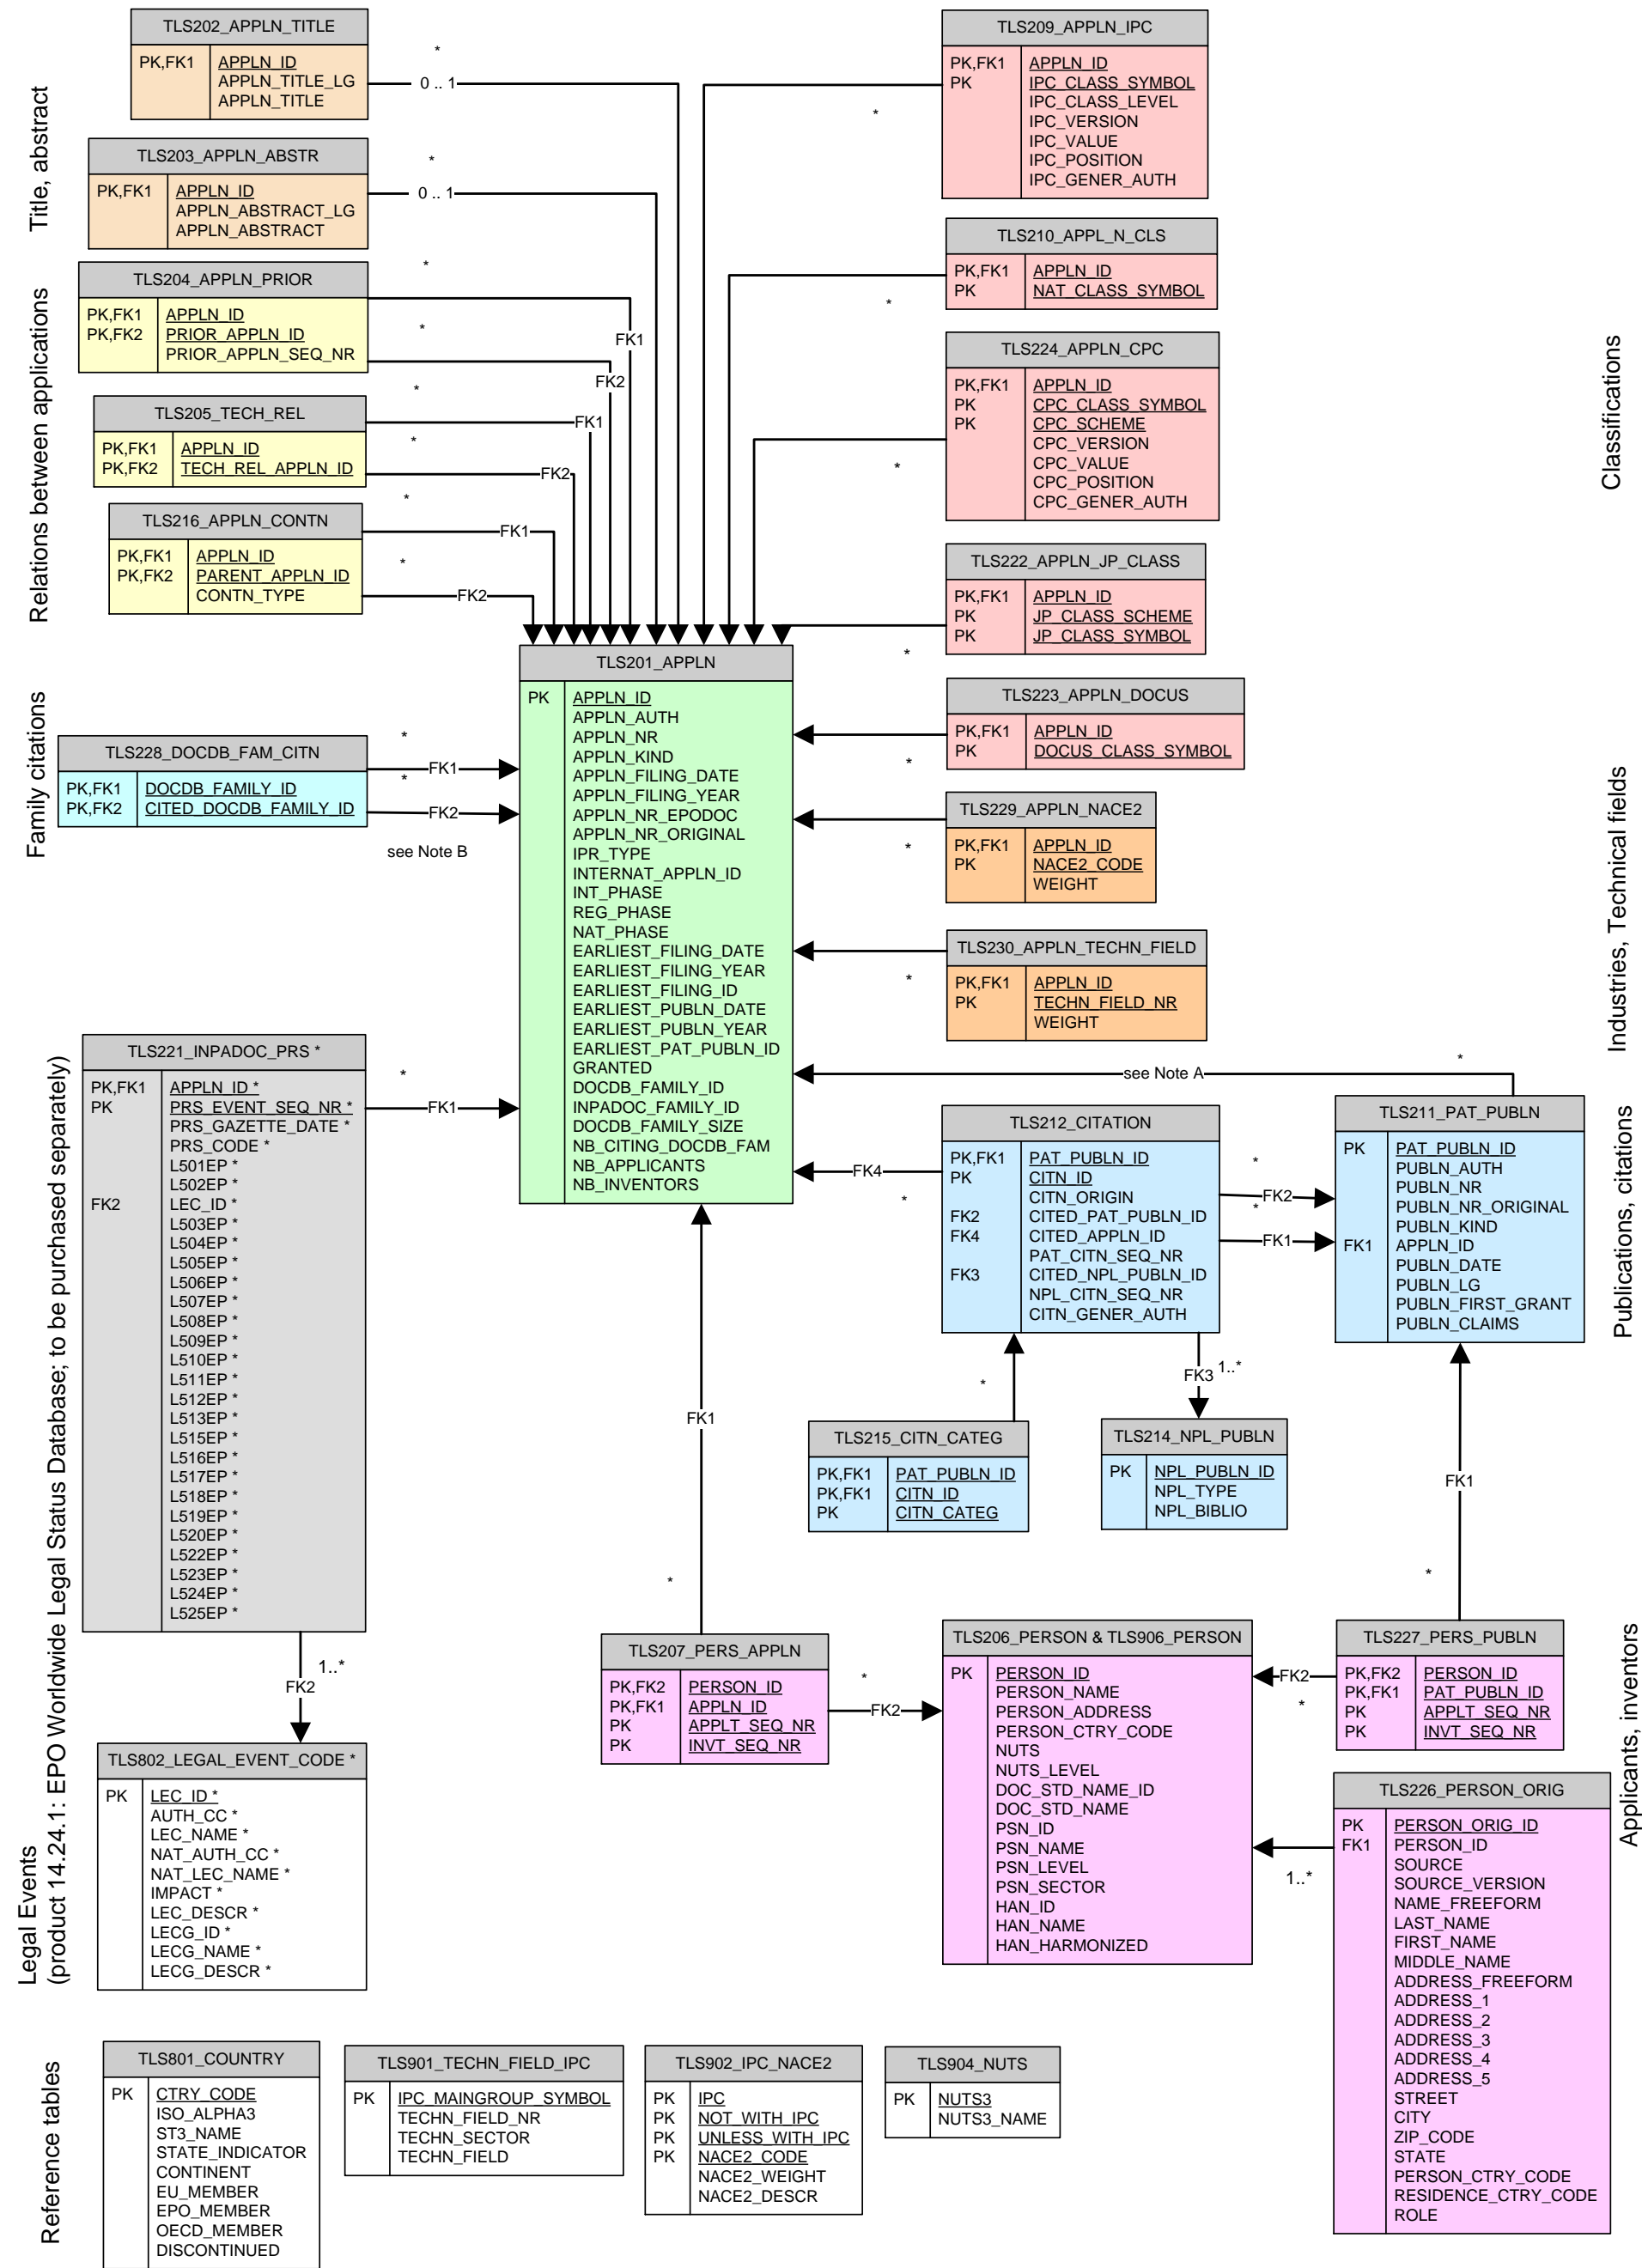 Title, abstract
TLS202_APPLN_TITLE
PK,FK1 APPLN_ID
APPLN_TITLE_LG
APPLN_TITLE
*
0 .. 1
TLS203_APPLN_ABSTR
PK,FK1 APPLN_ID
APPLN_ABSTRACT_LG
APPLN_ABSTRACT
*
0 .. 1
Relations between applications
TLS204_APPLN_PRIOR
PK,FK1 APPLN_ID
PK,FK2 PRIOR_APPLN_ID
PRIOR_APPLN_SEQ_NR
*
FK1
*
FK2
TLS205_TECH_REL
PK,FK1 APPLN_ID
PK,FK2 TECH_REL_APPLN_ID
*
FK1
*
FK2
TLS216_APPLN_CONTN
PK,FK1 APPLN_ID
PK,FK2 PARENT_APPLN_ID
CONTN_TYPE
*
FK1
*
FK2
Classifications
TLS209_APPLN_IPC
PK,FK1 APPLN_ID
PK IPC_CLASS_SYMBOL
IPC_CLASS_LEVEL
IPC_VERSION
IPC_VALUE
IPC_POSITION
IPC_GENER_AUTH
*
TLS210_APPL_N_CLS
PK,FK1 APPLN_ID
PK NAT_CLASS_SYMBOL
*
TLS224_APPLN_CPC
PK,FK1 APPLN_ID
PK CPC_CLASS_SYMBOL
PK CPC_SCHEME
CPC_VERSION
CPC_VALUE
CPC_POSITION
CPC_GENER_AUTH
*
TLS222_APPLN_JP_CLASS
PK,FK1 APPLN_ID
PK JP_CLASS_SCHEME
PK JP_CLASS_SYMBOL
*
TLS223_APPLN_DOCUS
PK,FK1 APPLN_ID
PK DOCUS_CLASS_SYMBOL
*
Family citations
TLS228_DOCDB_FAM_CITN
PK,FK1 DOCDB_FAMILY_ID
PK,FK2 CITED_DOCDB_FAMILY_ID
*
FK1
*
FK2
see Note B
TLS201_APPLN
PK APPLN_ID
APPLN_AUTH
APPLN_NR
APPLN_KIND
APPLN_FILING_DATE
APPLN_FILING_YEAR
APPLN_NR_EPODOC
APPLN_NR_ORIGINAL
IPR_TYPE
INTERNAT_APPLN_ID
INT_PHASE
REG_PHASE
NAT_PHASE
EARLIEST_FILING_DATE
EARLIEST_FILING_YEAR
EARLIEST_FILING_ID
EARLIEST_PUBLN_DATE
EARLIEST_PUBLN_YEAR
EARLIEST_PAT_PUBLN_ID
GRANTED
DOCDB_FAMILY_ID
INPADOC_FAMILY_ID
DOCDB_FAMILY_SIZE
NB_CITING_DOCDB_FAM
NB_APPLICANTS
NB_INVENTORS
Industries, Technical fields
TLS229_APPLN_NACE2
PK,FK1 APPLN_ID
PK NACE2_CODE
WEIGHT
*
TLS230_APPLN_TECHN_FIELD
PK,FK1 APPLN_ID
PK TECHN_FIELD_NR
WEIGHT
*
Legal Events
(product 14.24.1: EPO Worldwide Legal Status Database; to be purchased separately)
TLS221_INPADOC_PRS *
PK,FK1 APPLN_ID *
PK PRS_EVENT_SEQ_NR *
PRS_GAZETTE_DATE *
PRS_CODE *
L501EP *
L502EP *
FK2 LEC_ID *
L503EP *
L504EP *
L505EP *
L506EP *
L507EP *
L508EP *
L509EP *
L510EP *
L511EP *
L512EP *
L513EP *
L515EP *
L516EP *
L517EP *
L518EP *
L519EP *
L520EP *
L522EP *
L523EP *
L524EP *
L525EP *
*
FK1
1..*
FK2
TLS802_LEGAL_EVENT_CODE *
PK LEC_ID *
AUTH_CC *
LEC_NAME *
NAT_AUTH_CC *
NAT_LEC_NAME *
IMPACT *
LEC_DESCR *
LECG_ID *
LECG_NAME *
LECG_DESCR *
Publications, citations
*
see Note A
TLS212_CITATION
PK,FK1 PAT_PUBLN_ID
PK CITN_ID
CITN_ORIGIN
FK2 CITED_PAT_PUBLN_ID
FK4 CITED_APPLN_ID
PAT_CITN_SEQ_NR
FK3 CITED_NPL_PUBLN_ID
NPL_CITN_SEQ_NR
CITN_GENER_AUTH
FK4
*
*
FK2
*
FK1
TLS211_PAT_PUBLN
PK PAT_PUBLN_ID
PUBLN_AUTH
PUBLN_NR
PUBLN_NR_ORIGINAL
PUBLN_KIND
FK1 APPLN_ID
PUBLN_DATE
PUBLN_LG
PUBLN_FIRST_GRANT
PUBLN_CLAIMS
*
FK3 1..*
TLS215_CITN_CATEG
PK,FK1 PAT_PUBLN_ID
PK,FK1 CITN_ID
PK CITN_CATEG
TLS214_NPL_PUBLN
PK NPL_PUBLN_ID
NPL_TYPE
NPL_BIBLIO
FK1
*
FK1
*
Applicants, inventors
TLS207_PERS_APPLN
PK,FK2 PERSON_ID
PK,FK1 APPLN_ID
PK APPLT_SEQ_NR
PK INVT_SEQ_NR
*
FK2
TLS206_PERSON & TLS906_PERSON
PK PERSON_ID
PERSON_NAME
PERSON_ADDRESS
PERSON_CTRY_CODE
NUTS
NUTS_LEVEL
DOC_STD_NAME_ID
DOC_STD_NAME
PSN_ID
PSN_NAME
PSN_LEVEL
PSN_SECTOR
HAN_ID
HAN_NAME
HAN_HARMONIZED
FK2
*
TLS227_PERS_PUBLN
PK,FK2 PERSON_ID
PK,FK1 PAT_PUBLN_ID
PK APPLT_SEQ_NR
PK INVT_SEQ_NR
1..*
TLS226_PERSON_ORIG
PK PERSON_ORIG_ID
FK1 PERSON_ID
SOURCE
SOURCE_VERSION
NAME_FREEFORM
LAST_NAME
FIRST_NAME
MIDDLE_NAME
ADDRESS_FREEFORM
ADDRESS_1
ADDRESS_2
ADDRESS_3
ADDRESS_4
ADDRESS_5
STREET
CITY
ZIP_CODE
STATE
PERSON_CTRY_CODE
RESIDENCE_CTRY_CODE
ROLE
Reference tables
TLS801_COUNTRY
PK CTRY_CODE
ISO_ALPHA3
ST3_NAME
STATE_INDICATOR
CONTINENT
EU_MEMBER
EPO_MEMBER
OECD_MEMBER
DISCONTINUED
TLS901_TECHN_FIELD_IPC
PK IPC_MAINGROUP_SYMBOL
TECHN_FIELD_NR
TECHN_SECTOR
TECHN_FIELD
TLS902_IPC_NACE2
PK IPC
PK NOT_WITH_IPC
PK UNLESS_WITH_IPC
PK NACE2_CODE
NACE2_WEIGHT
NACE2_DESCR
TLS904_NUTS
PK NUTS3
NUTS3_NAME